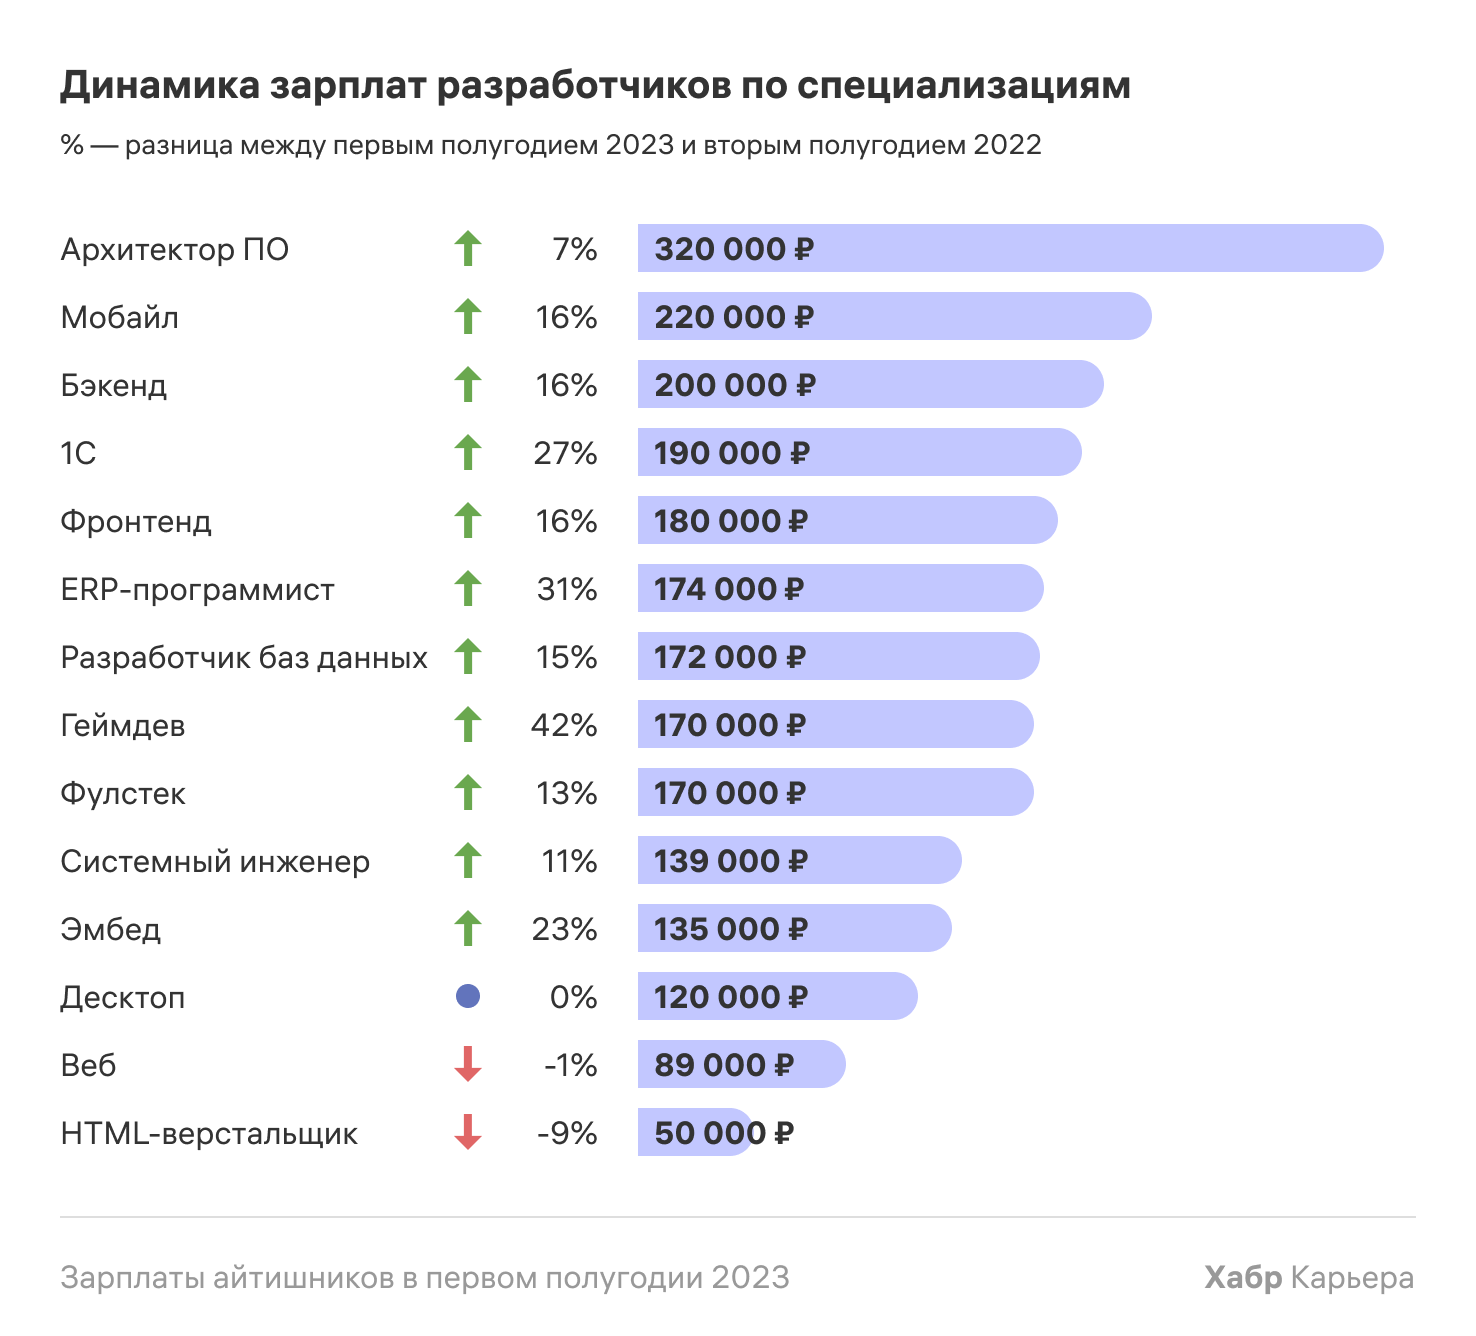 Динамика зарплат разработчиков по специализациям
% — разница между первым полугодием 2023 и вторым полугодием 2022
Архитектор ПО 7% 320 000 ₽
Мобайл 16% 220 000 ₽
Бэкенд 16% 200 000 ₽
1С 27% 190 000 ₽
Фронтенд 16% 180 000 ₽
ERP-программист 31% 174 000 ₽
Разработчик баз данных 15% 172 000 ₽
Геймдев 42% 170 000 ₽
Фулстек 13% 170 000 ₽
Системный инженер 11% 139 000 ₽
Эмбед 23% 135 000 ₽
Десктоп 0% 120 000 ₽
Веб -1% 89 000 ₽
HTML-верстальщик -9% 50 000 ₽
Зарплаты айтишников в первом полугодии 2023 Хабр Карьера